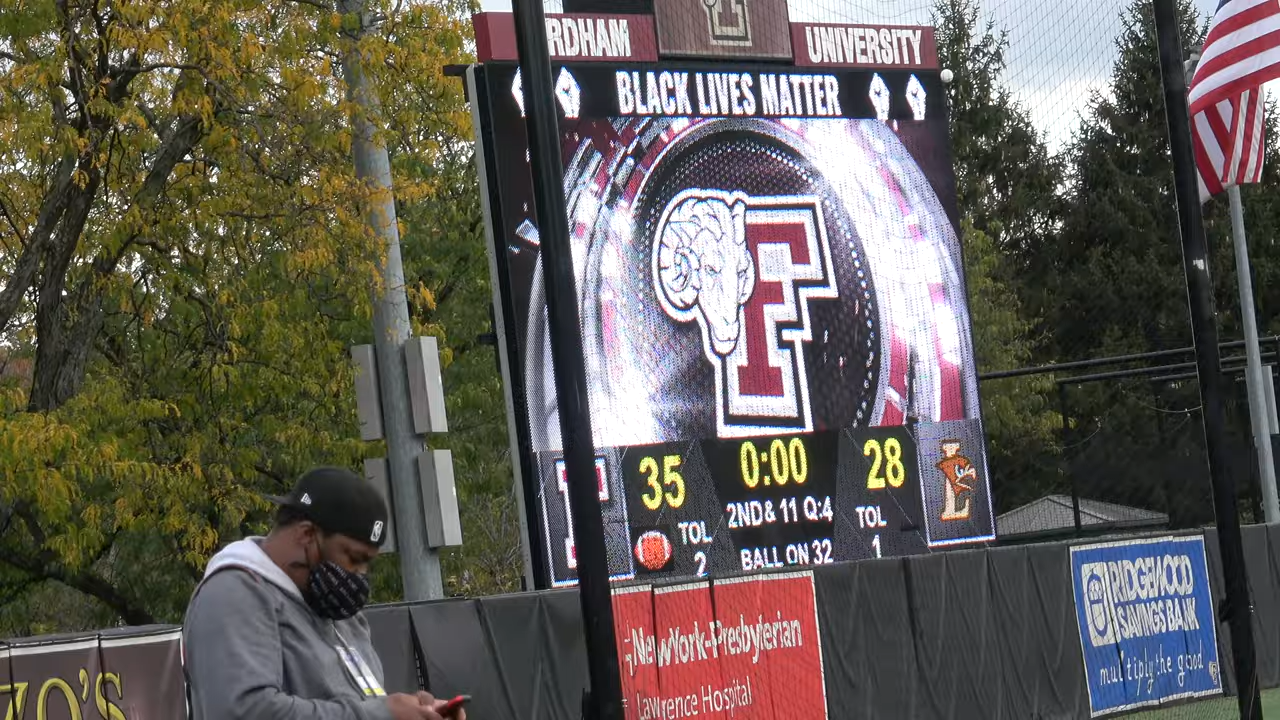 RDHAM
UNIVERSITY
BLACK LIVES MATTER
F
35
0:00
28
L
TOL
2
2ND & 11 Q:4
BALL ON 32
TOL
1
NewYork-Presbyterian
Lawrence Hospital
RIDGEWOOD
SAVINGS BANK
multiply the good
ZO'S